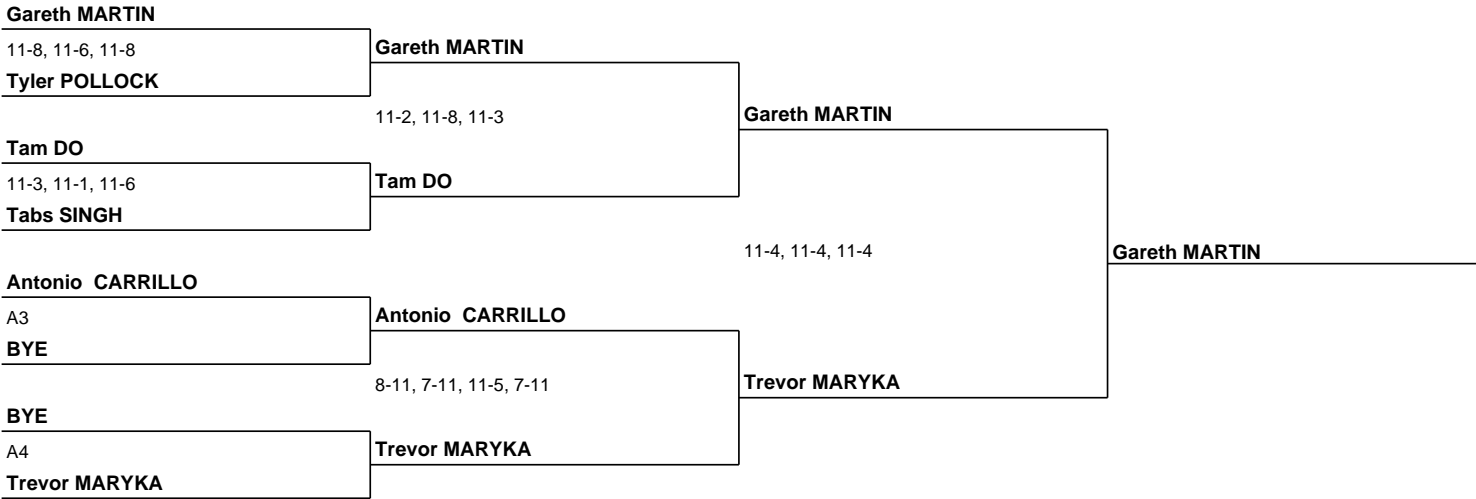 Gareth MARTIN
11-8, 11-6, 11-8
Tyler POLLOCK
Tam DO
11-3, 11-1, 11-6
Tabs SINGH
Antonio  CARRILLO
A3
BYE
BYE
A4
Trevor MARYKA
Gareth MARTIN
11-2, 11-8, 11-3
Tam DO
Antonio  CARRILLO
8-11, 7-11, 11-5, 7-11
Trevor MARYKA
Gareth MARTIN
11-4, 11-4, 11-4
Trevor MARYKA
Gareth MARTIN